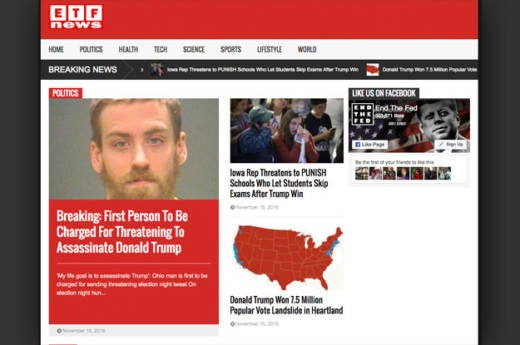 ETF
news
HOME POLITICS HEALTH TECH SCIENCE SPORTS LIFESTYLE WORLD
BREAKING NEWS
Iowa Rep Threatens to PUNISH Schools Who Let Students Skip Exams After Trump Win
Donald Trump Won 7.5 Million Popular Vote
POLITICS
Breaking: First Person To Be
Charged For Threatening To
Assassinate Donald Trump
'My life goal is to assassinate Trump': Ohio man is first to be
charged for sending threatening election night tweet On
election night hun...
November 15, 2016
Iowa Rep Threatens to PUNISH
Schools Who Let Students Skip
Exams After Trump Win
November 15, 2016
Donald Trump Won 7.5 Million
Popular Vote Landslide in Heartland
November 15, 2016
LIKE US ON FACEBOOK
END
THE
FED
End The Fed
likes
Like Page
Sign Up
Be the first of your friends to like this